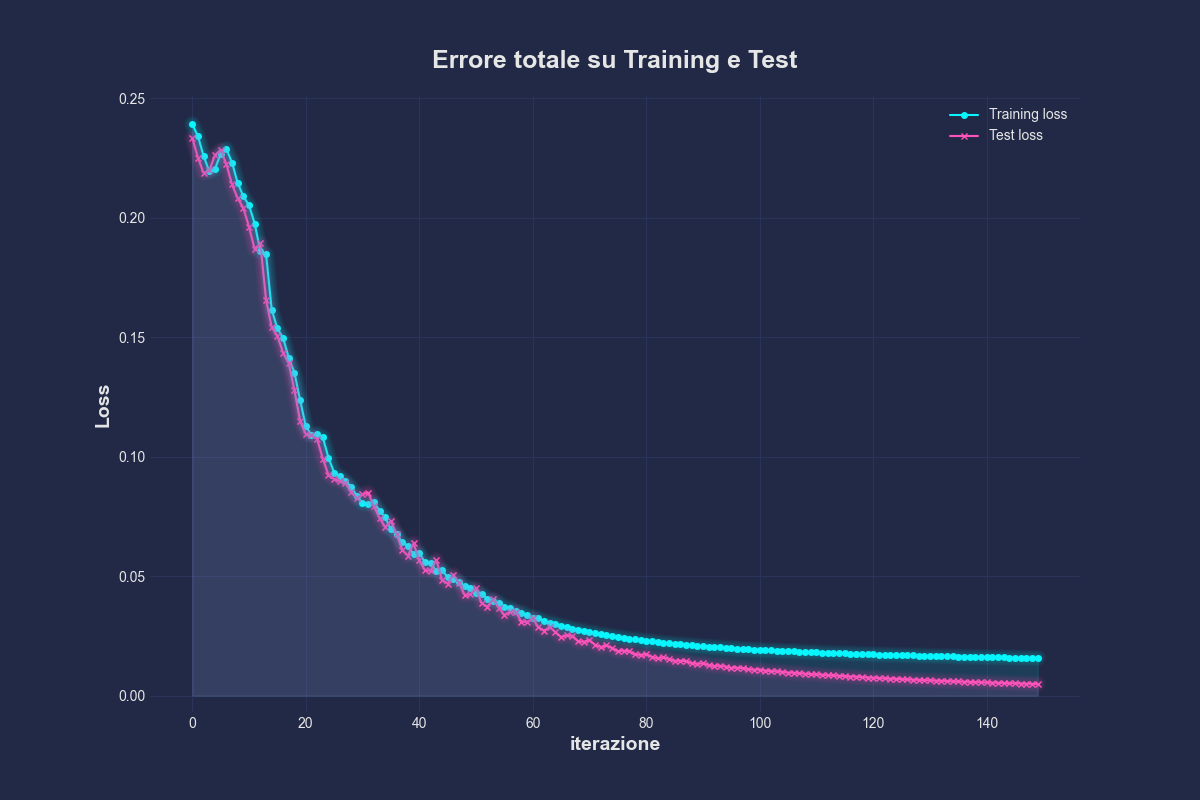 Errore totale su Training e Test
Training loss
Test loss
0.25
0.20
0.15
0.10
0.05
0.00
Loss
0 20 40 60 80 100 120 140
iterazione